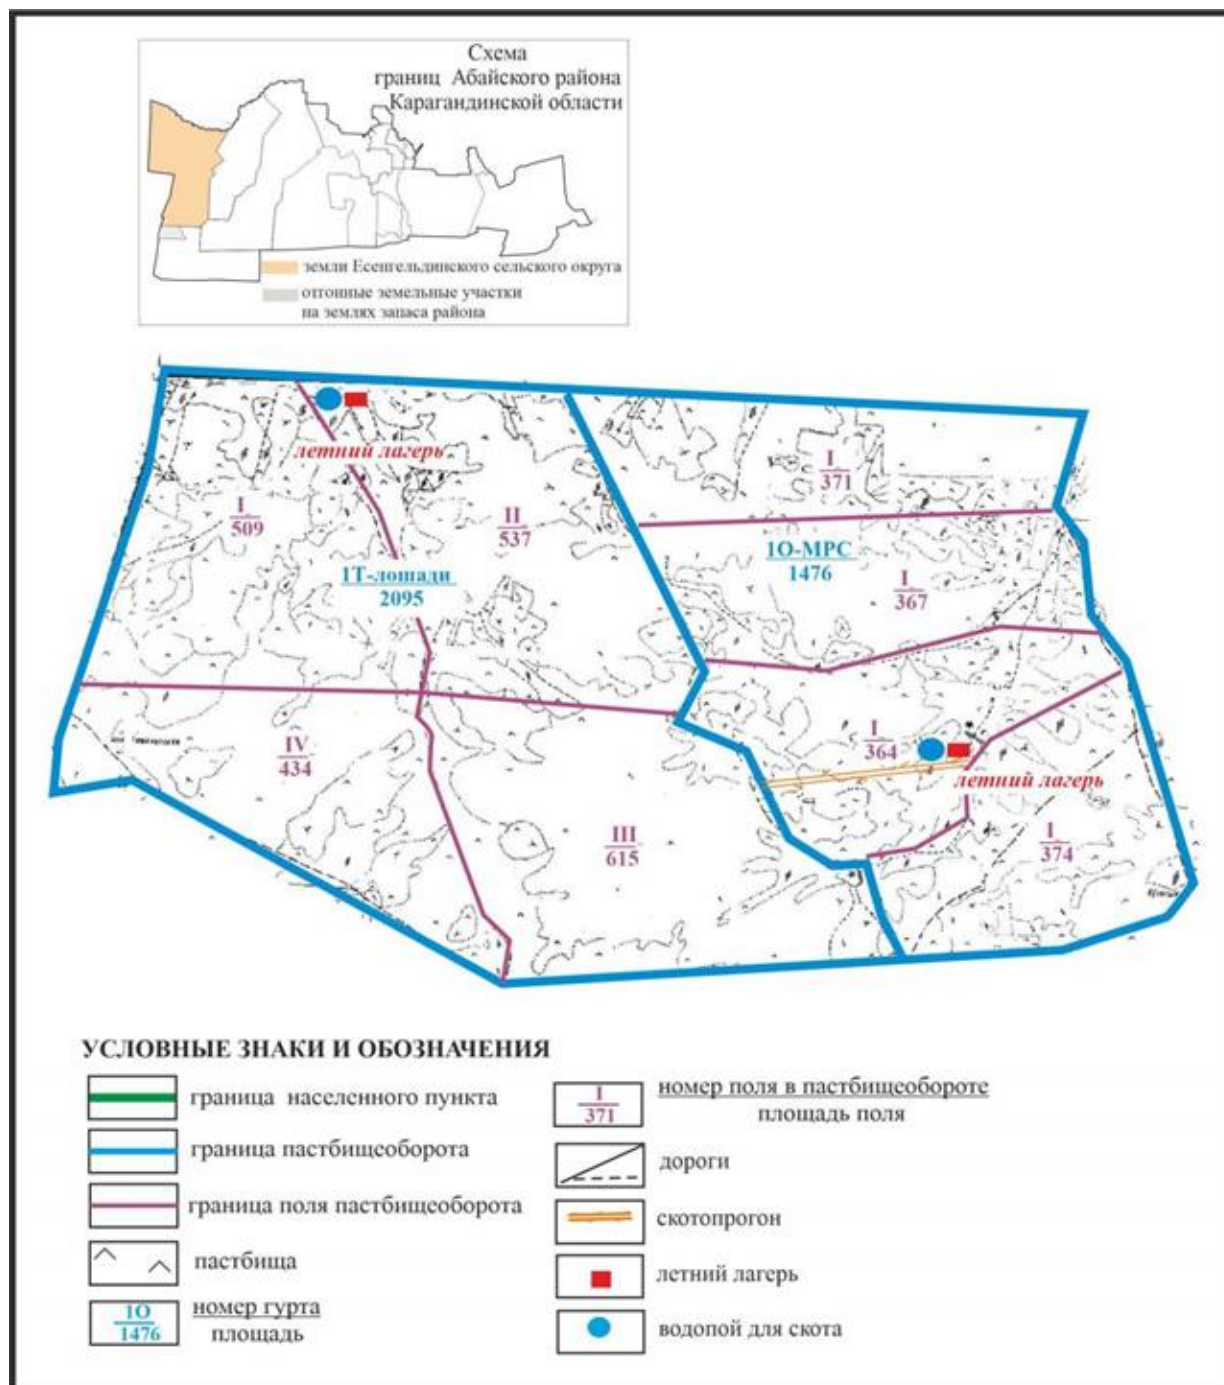 Схема
границ Абайского района
Карагандинской области
земли Есенгельдинского сельского округа
отгонные земельные участки
на землях запаса района
летний лагерь
I
509
II
537
1Т-лошади
2095
I
371
1О-МРС
1476
I
367
IV
434
III
615
I
364
летний лагерь
I
374
УСЛОВНЫЕ ЗНАКИ И ОБОЗНАЧЕНИЯ
граница населенного пункта
граница пастбищеоборота
граница поля пастбищеоборота
пастбища
1О
1476
номер гурта
площадь
I
371
номер поля в пастбищеобороте
площадь поля
дороги
скотопрогон
летний лагерь
водопой для скота